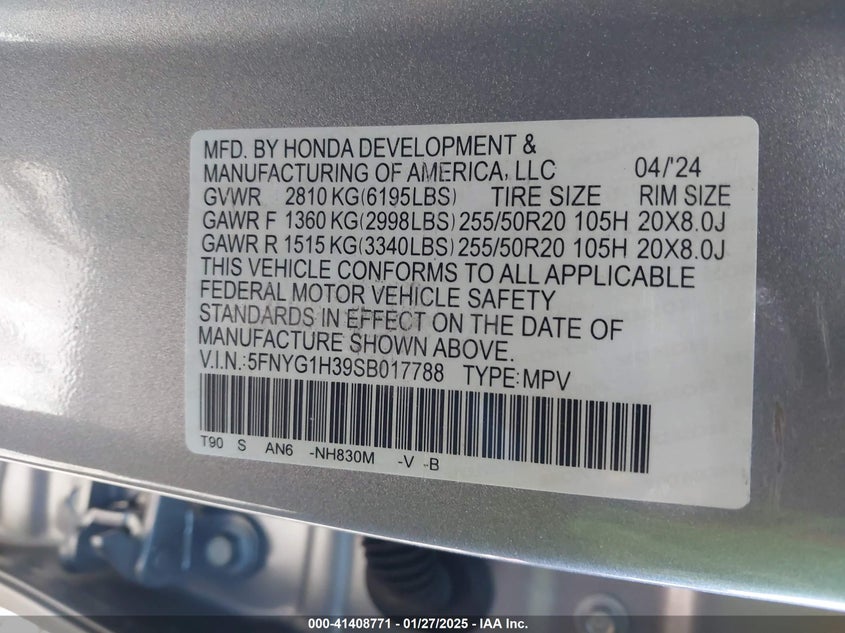 MFD. BY HONDA DEVELOPMENT &
MANUFACTURING OF AMERICA, LLC 04/'24
GVWR 2810 KG(6195LBS) TIRE SIZE RIM SIZE
GAWR F 1360 KG(2998LBS) 255/50R20 105H 20X8.0J
GAWR R 1515 KG(3340LBS) 255/50R20 105H 20X8.0J
THIS VEHICLE CONFORMS TO ALL APPLICABLE
FEDERAL MOTOR VEHICLE SAFETY
STANDARDS IN EFFECT ON THE DATE OF
MANUFACTURE SHOWN ABOVE.
V.I.N.:5FNYG1H39SB017788 TYPE:MPV
T90 S AN6 -NH830M -V -B
000-41408771 - 01/27/2025 - IAA Holdings, LLC.